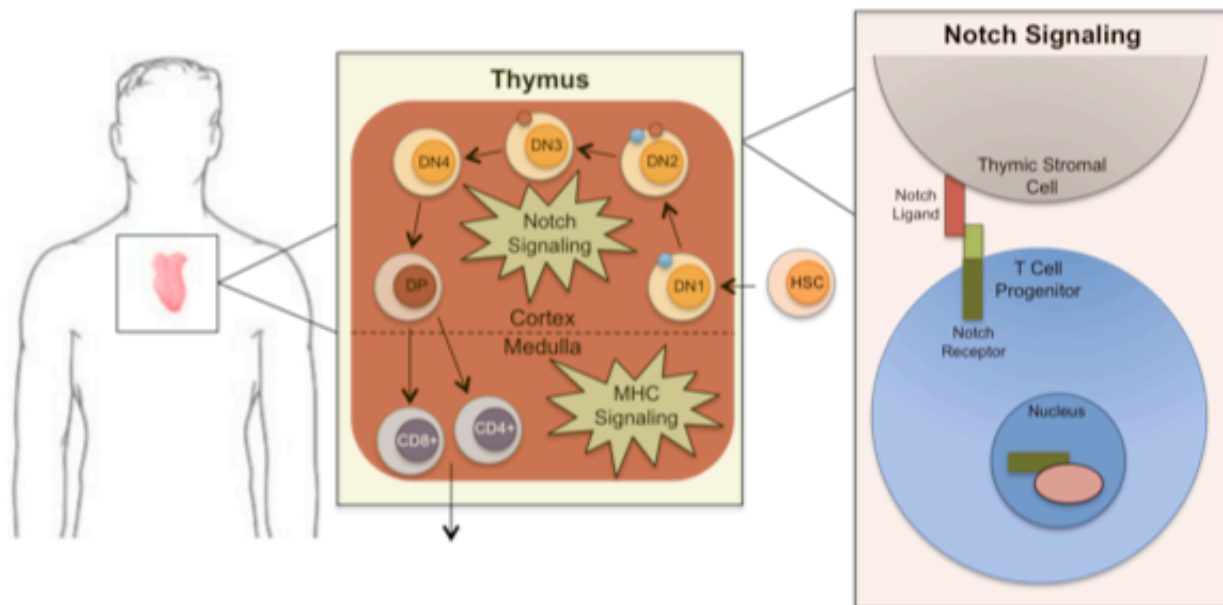 Thymus
DN4
DN3
DN2
Notch
Signaling
DP
DN1
HSC
Cortex
Medulla
MHC
Signaling
CD8+
CD4+
Notch Signaling
Thymic Stromal
Cell
Notch
Ligand
T Cell
Progenitor
Notch
Receptor
Nucleus